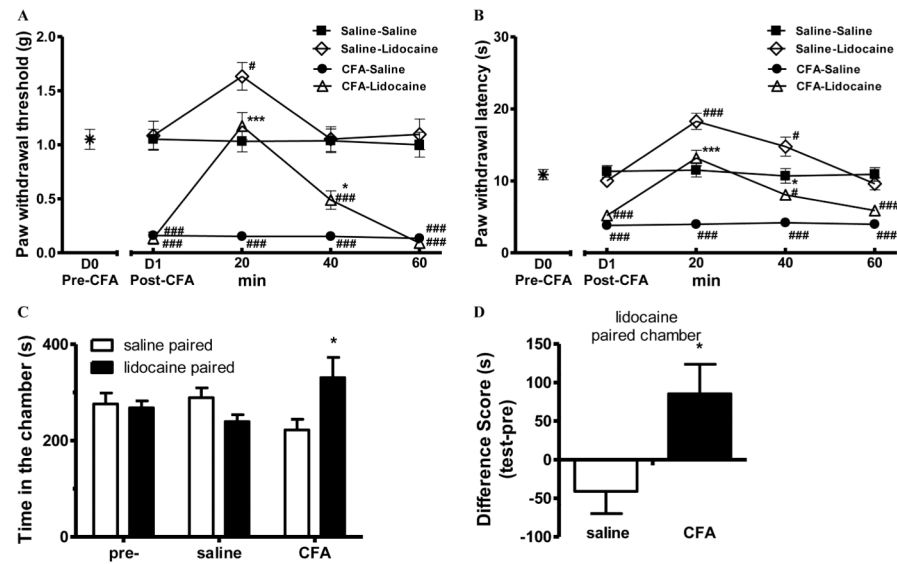 A
Paw withdrawal threshold (g)
2.0
1.5
1.0
0.5
0.0
Saline-Saline
Saline-Lidocaine
CFA-Saline
CFA-Lidocaine
#
***
*
###
###
###
###
###
###
###
D0
Pre-CFA
D1
Post-CFA
20
40
60
min
B
Paw withdrawal latency (s)
30
20
10
0
Saline-Saline
Saline-Lidocaine
CFA-Saline
CFA-Lidocaine
###
#
***
*
#
###
###
###
###
###
###
D0
Pre-CFA
D1
Post-CFA
20
40
60
min
C
Time in the chamber (s)
400
200
0
saline paired
lidocaine paired
*
pre-
saline
CFA
D
lidocaine
paired chamber
Difference Score (s)
(test-pre)
150
100
50
0
-50
-100
*
saline
CFA